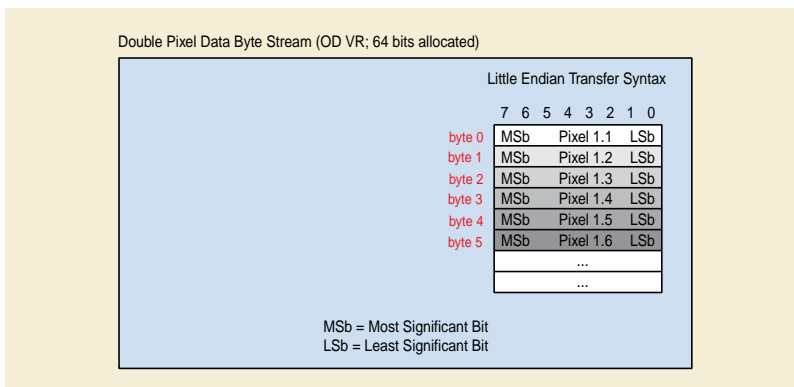 Double Pixel Data Byte Stream (OD VR; 64 bits allocated)
Little Endian Transfer Syntax
7 6 5 4 3 2 1 0
byte 0 MSb Pixel 1.1 LSb
byte 1 MSb Pixel 1.2 LSb
byte 2 MSb Pixel 1.3 LSb
byte 3 MSb Pixel 1.4 LSb
byte 4 MSb Pixel 1.5 LSb
byte 5 MSb Pixel 1.6 LSb
...
...
MSb = Most Significant Bit
LSb = Least Significant Bit